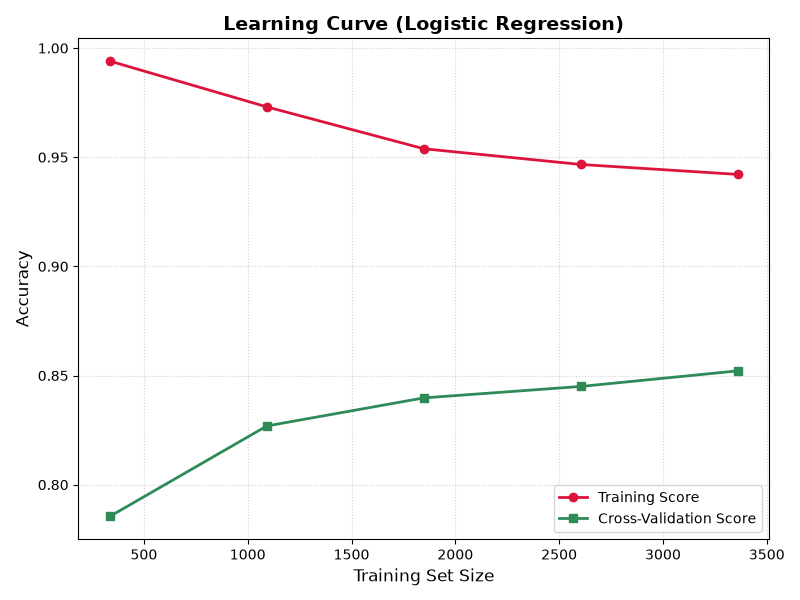 Learning Curve (Logistic Regression)
Accuracy
1.00
0.95
0.90
0.85
0.80
Training Score
Cross-Validation Score
500
1000
1500
2000
2500
3000
3500
Training Set Size